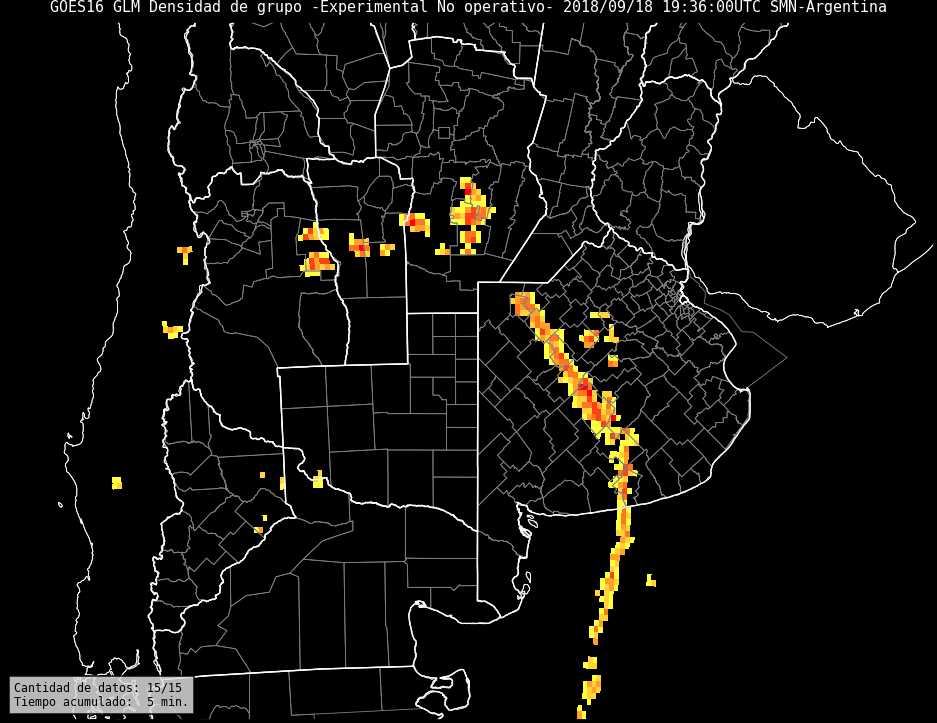 GOES16 GLM Densidad de grupo -Experimental No operativo- 2018/09/18 19:36:00UTC SMN-Argentina
Cantidad de datos: 15/15
Tiempo acumulado: 5 min.